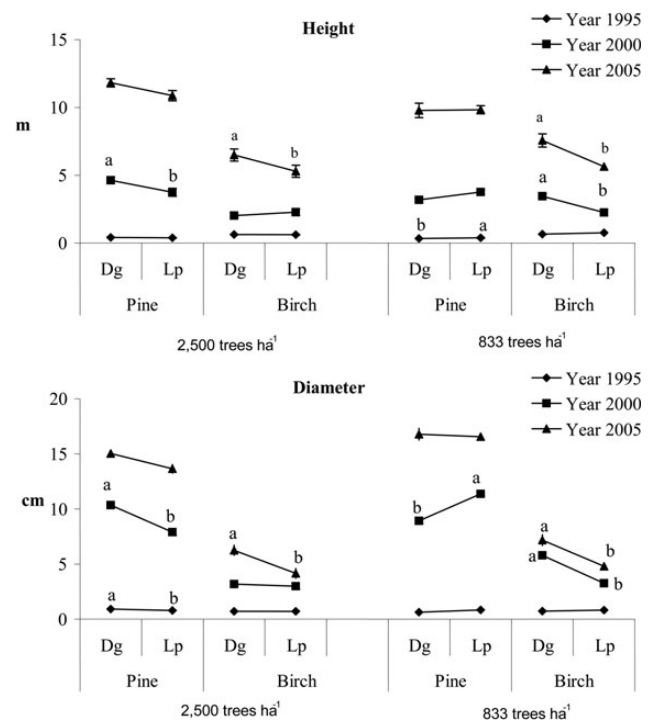 Height
Year 1995
Year 2000
Year 2005
15
10
5
0
m
a
b
a
b
b
a
a
b
a
b
Dg Lp Dg Lp Dg Lp Dg Lp
Pine Birch Pine Birch
2,500 trees ha⁻¹ 833 trees ha⁻¹
Diameter
Year 1995
Year 2000
Year 2005
20
15
10
5
0
cm
a
b
a
b
a
b
b
a
a
b
a
b
Dg Lp Dg Lp Dg Lp Dg Lp
Pine Birch Pine Birch
2,500 trees ha⁻¹ 833 trees ha⁻¹